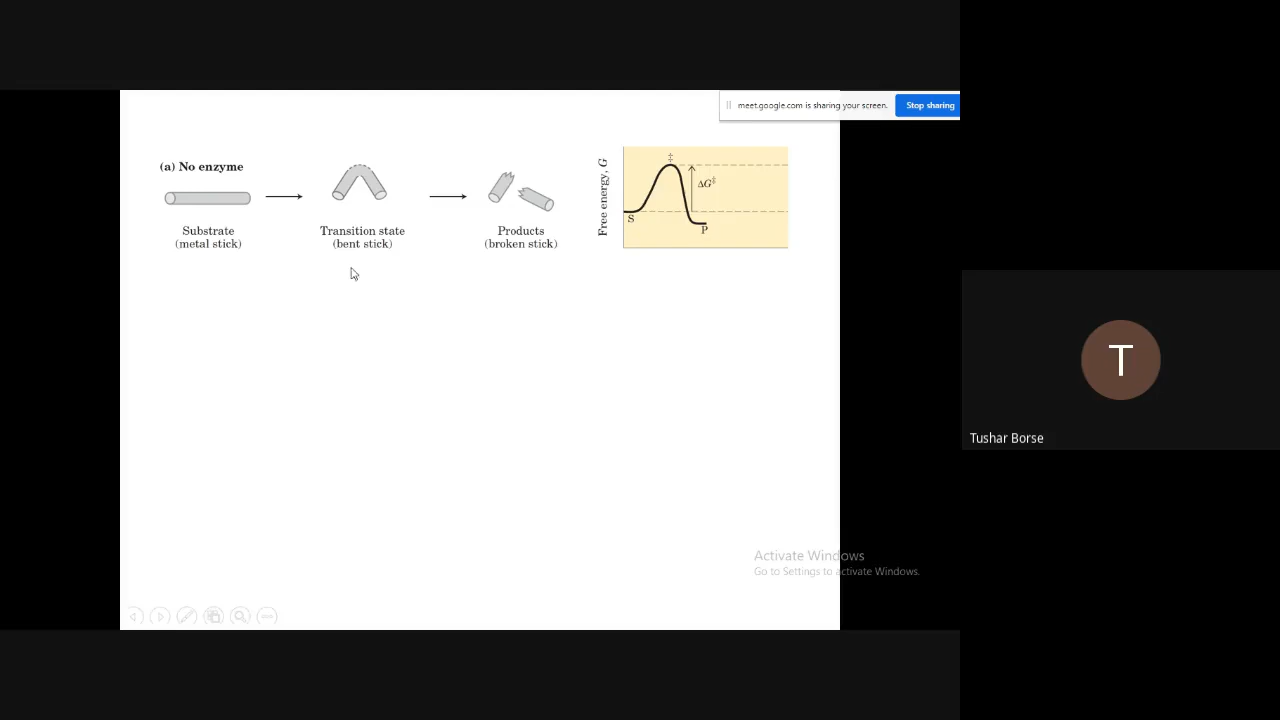 meet.google.com is sharing your screen.
Stop sharing
(a) No enzyme
Substrate
(metal stick)
Transition state
(bent stick)
Products
(broken stick)
Free energy, G
‡
ΔG‡
S
P
T
Tushar Borse
Activate Windows
Go to Settings to activate Windows.